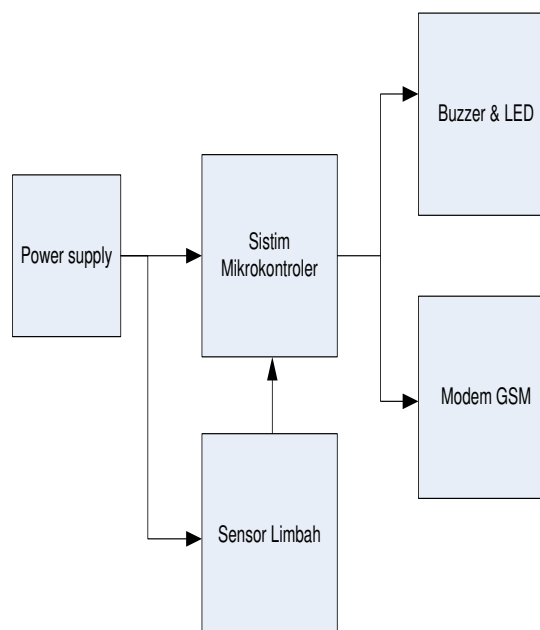 Buzzer & LED
Power supply
Sistim
Mikrokontroler
Modem GSM
Sensor Limbah